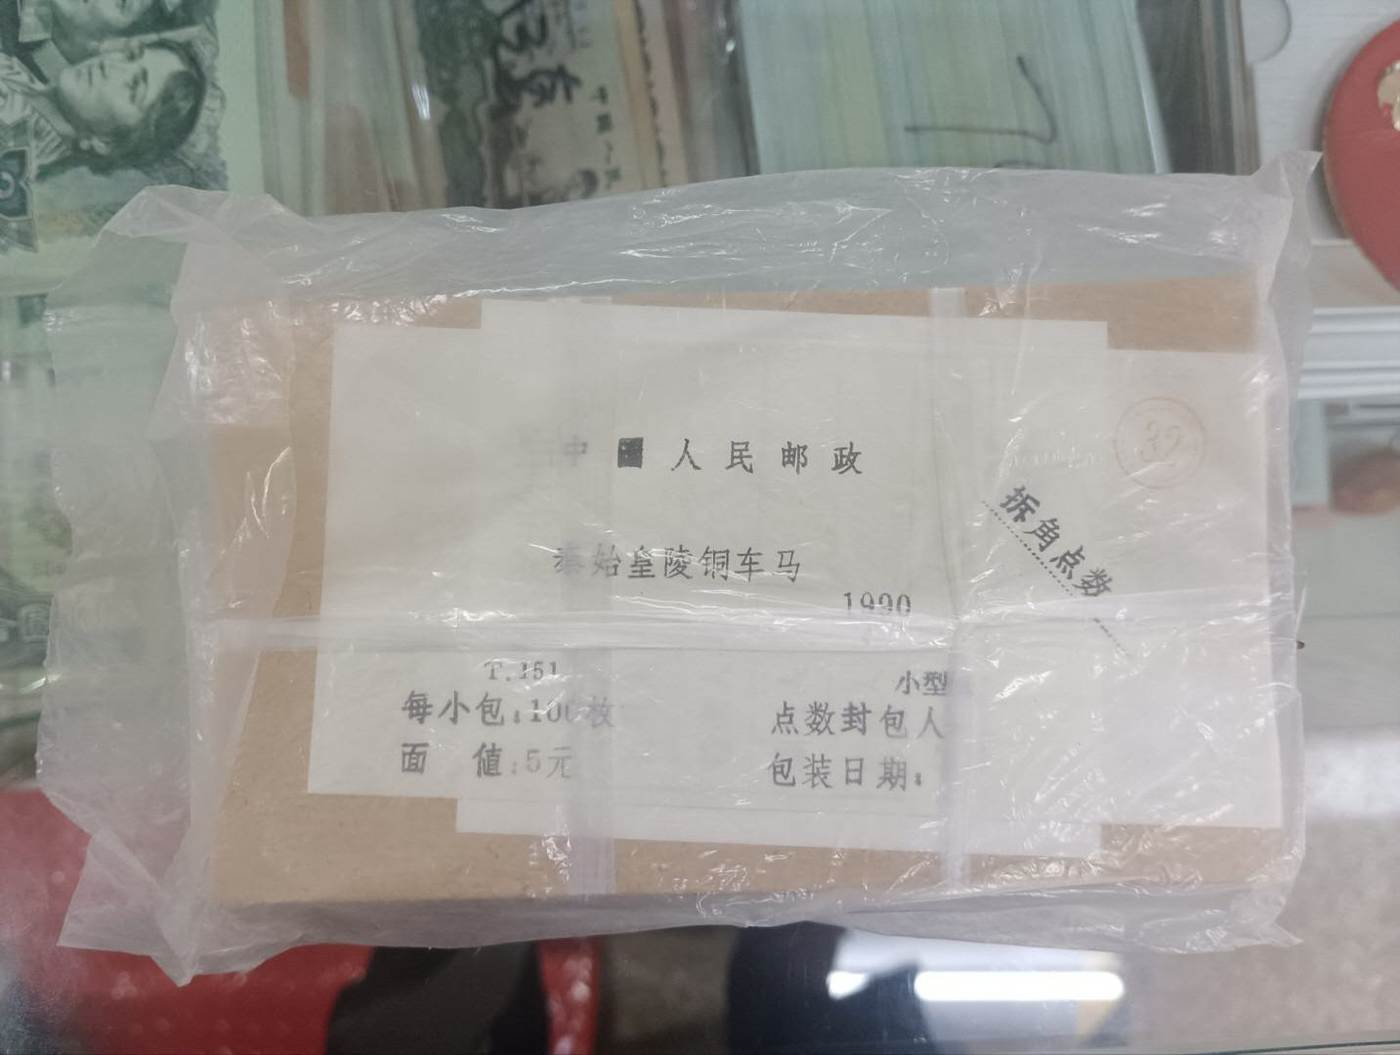 中 人民邮政
秦始皇陵铜车马
1990
T.151
小型
每小包:100枚
点数封包人
面 值:5元
包装日期:
拆角点数
32